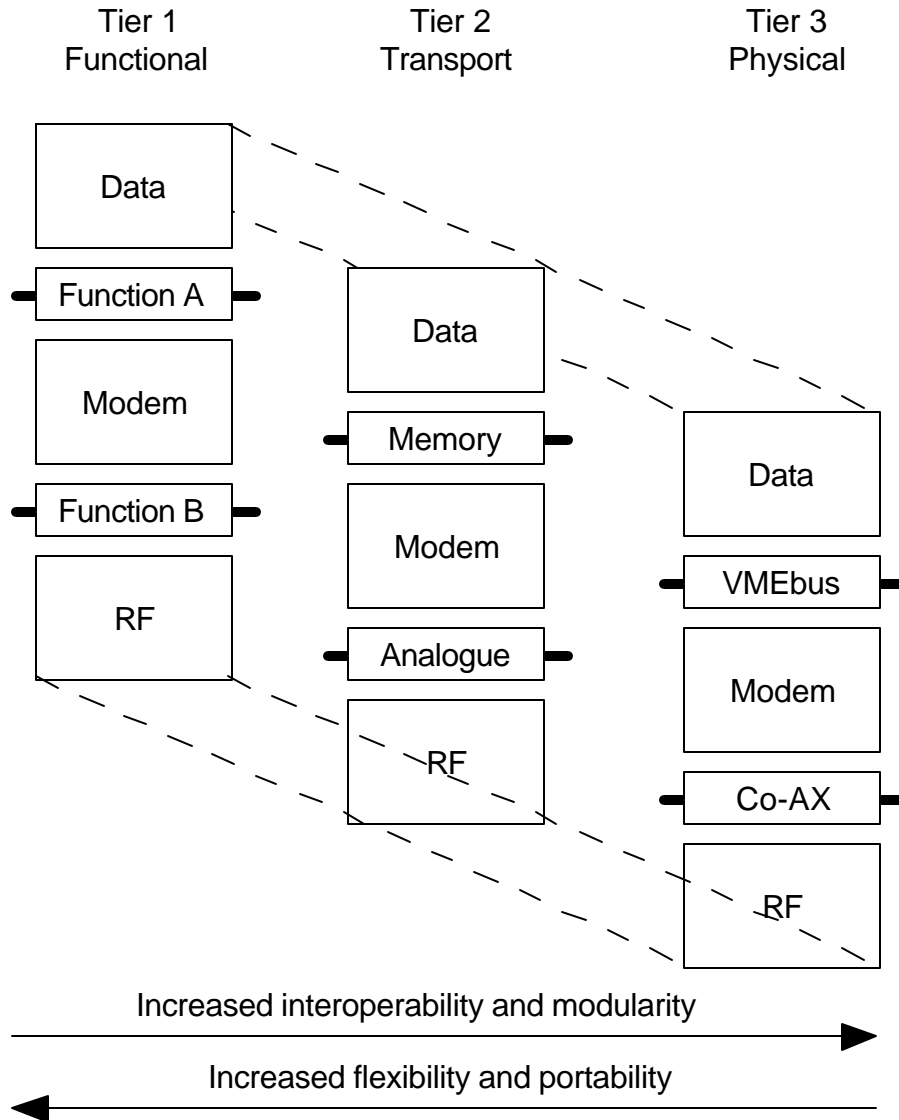 Tier 1
Functional
Tier 2
Transport
Tier 3
Physical
Data
Function A
Modem
Function B
RF
Data
Memory
Modem
Analogue
RF
Data
VMEbus
Modem
Co-AX
RF
Increased interoperability and modularity
Increased flexibility and portability